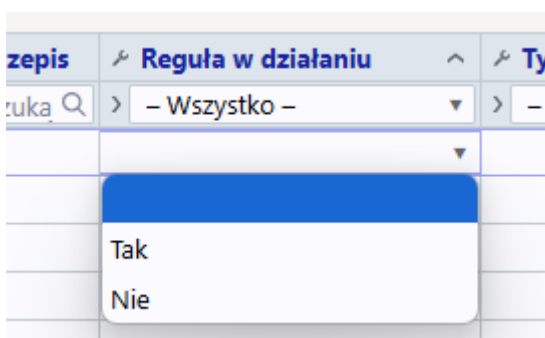 zepis Reguła w działaniu Ty
zuka – Wszystko – –
Tak
Nie